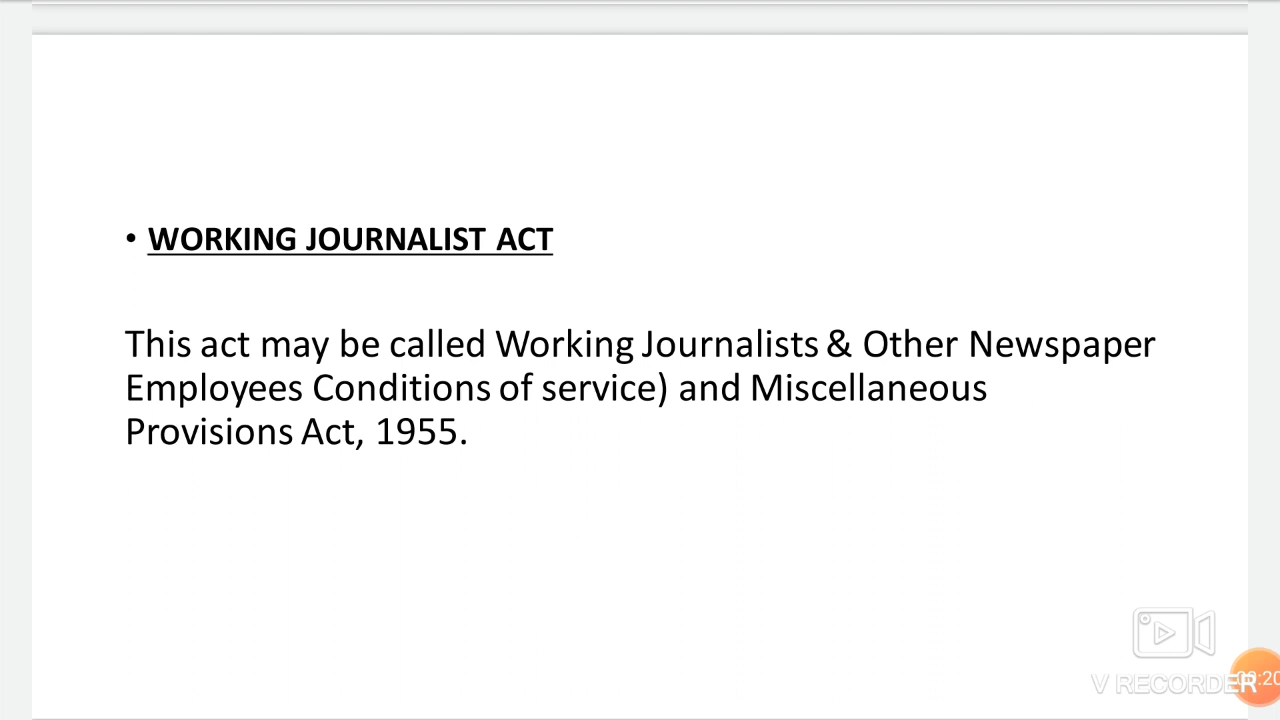 • WORKING JOURNALIST ACT
This act may be called Working Journalists & Other Newspaper
Employees Conditions of service) and Miscellaneous
Provisions Act, 1955.
V RECORDER